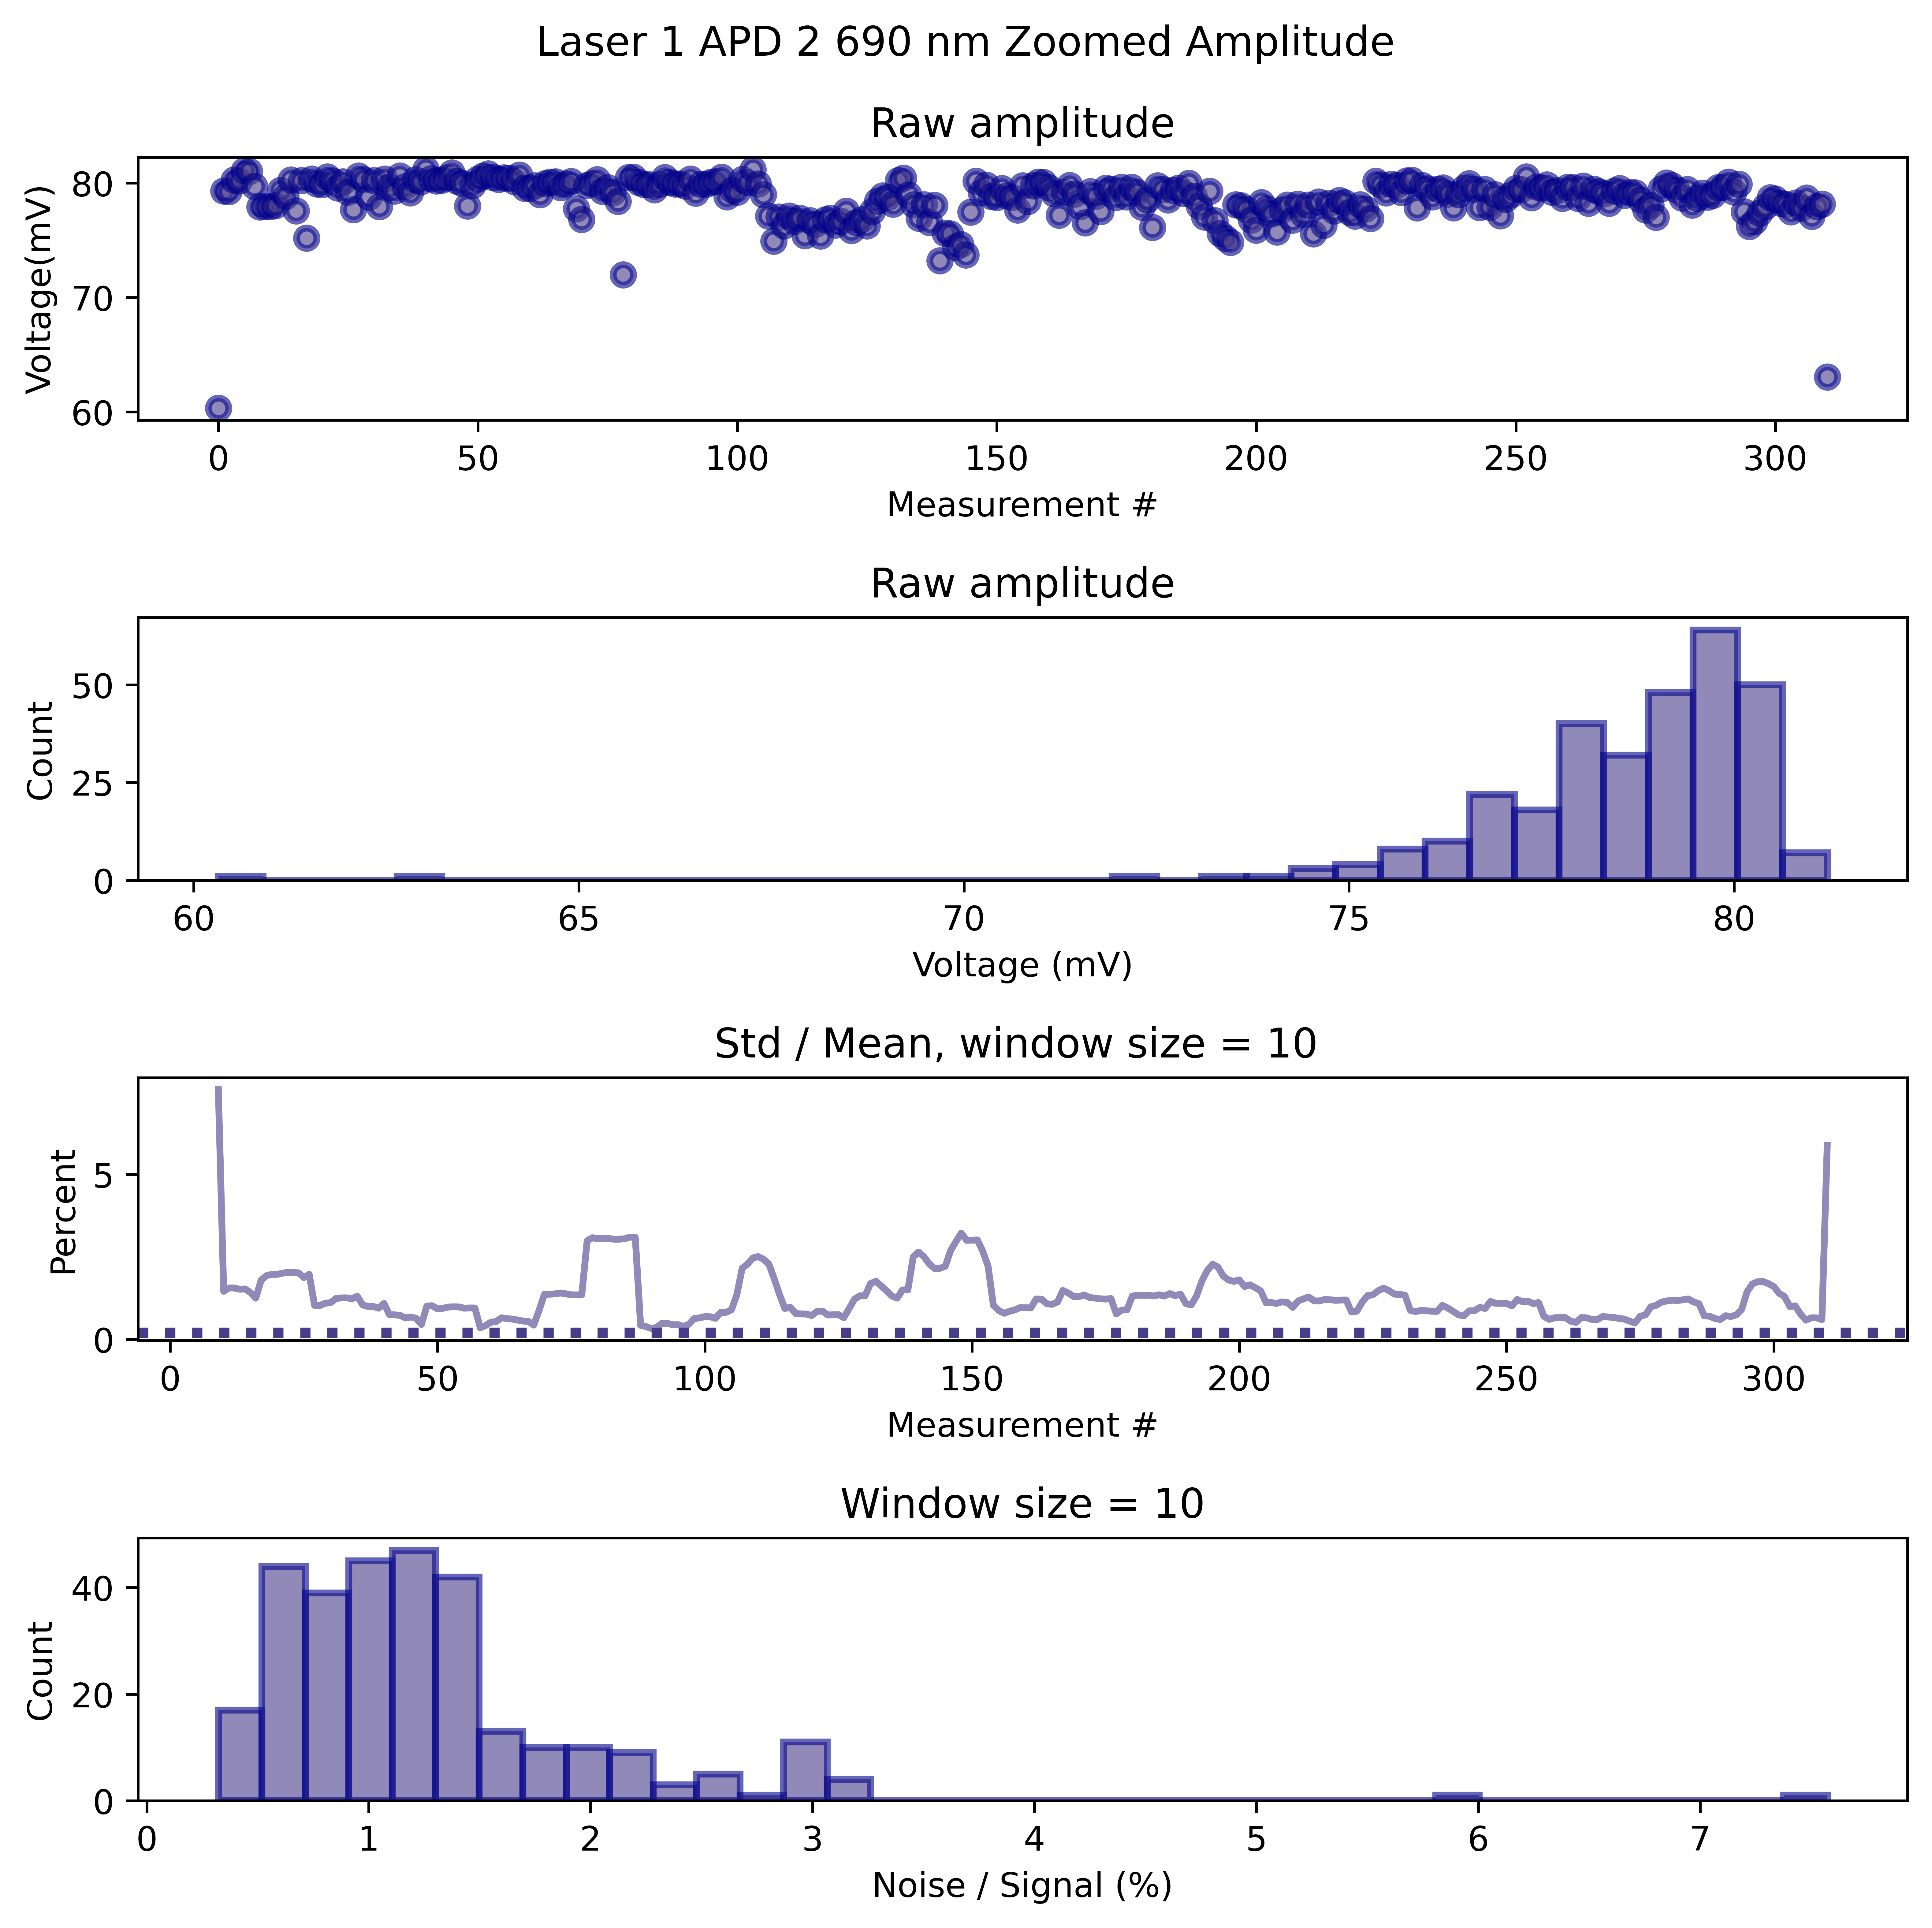 Laser 1 APD 2 690 nm Zoomed Amplitude
Raw amplitude
Voltage(mV)
80
70
60
0 50 100 150 200 250 300
Measurement #
Raw amplitude
Count
50
25
0
60 65 70 75 80
Voltage (mV)
Std / Mean, window size = 10
Percent
5
0
0 50 100 150 200 250 300
Measurement #
Window size = 10
Count
40
20
0
0 1 2 3 4 5 6 7
Noise / Signal (%)